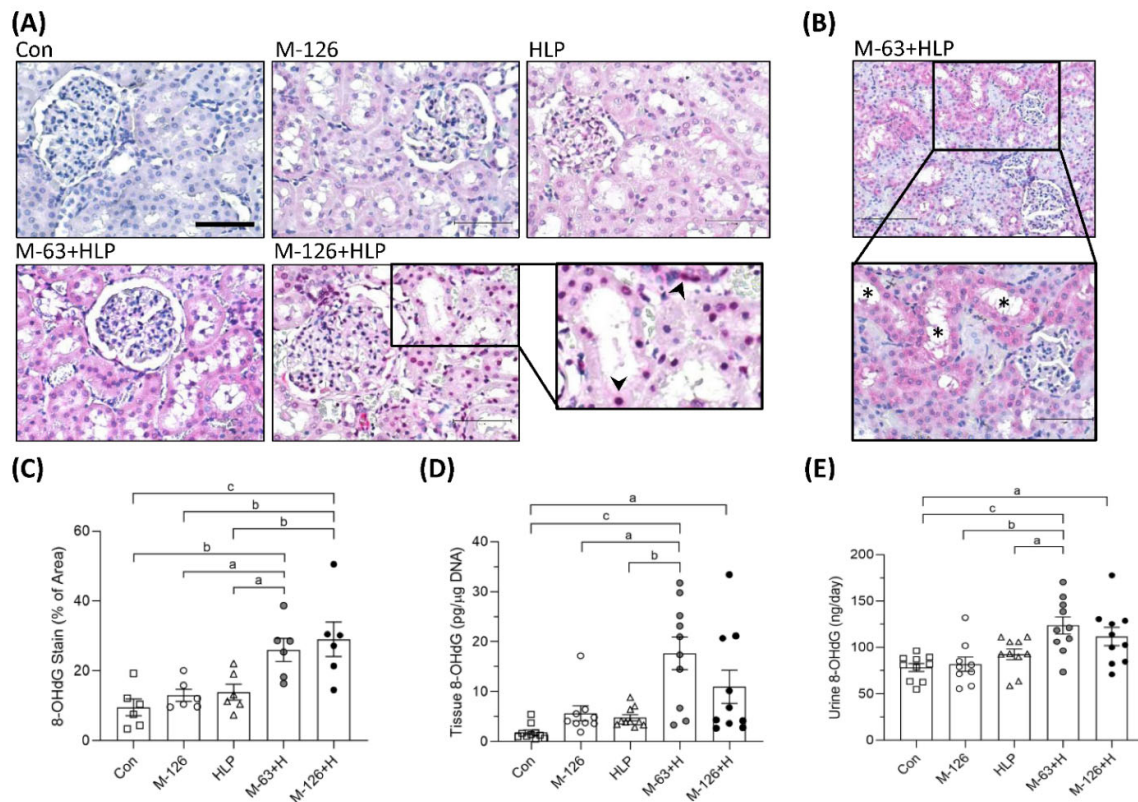 (A)
Con
M-126
HLP
M-63+HLP
M-126+HLP
(B)
M-63+HLP
*
*
*
(C)
c
b
b
b
a
a
8-OHdG Stain (% of Area)
60
40
20
0
Con
M-126
HLP
M-63+H
M-126+H
(D)
a
c
a
b
Tissue 8-OHdG (pg/μg DNA)
40
30
20
10
0
Con
M-126
HLP
M-63+H
M-126+H
(E)
a
c
b
a
Urine 8-OHdG (ng/day)
200
150
100
50
0
Con
M-126
HLP
M-63+H
M-126+H